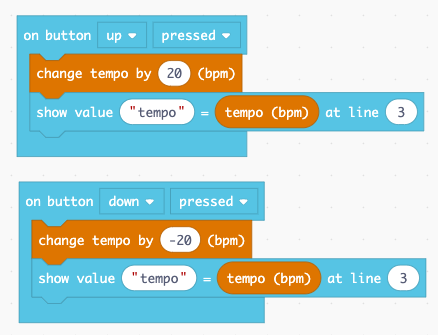 on button up pressed
change tempo by 20 (bpm)
show value "tempo" = tempo (bpm) at line 3
on button down pressed
change tempo by -20 (bpm)
show value "tempo" = tempo (bpm) at line 3